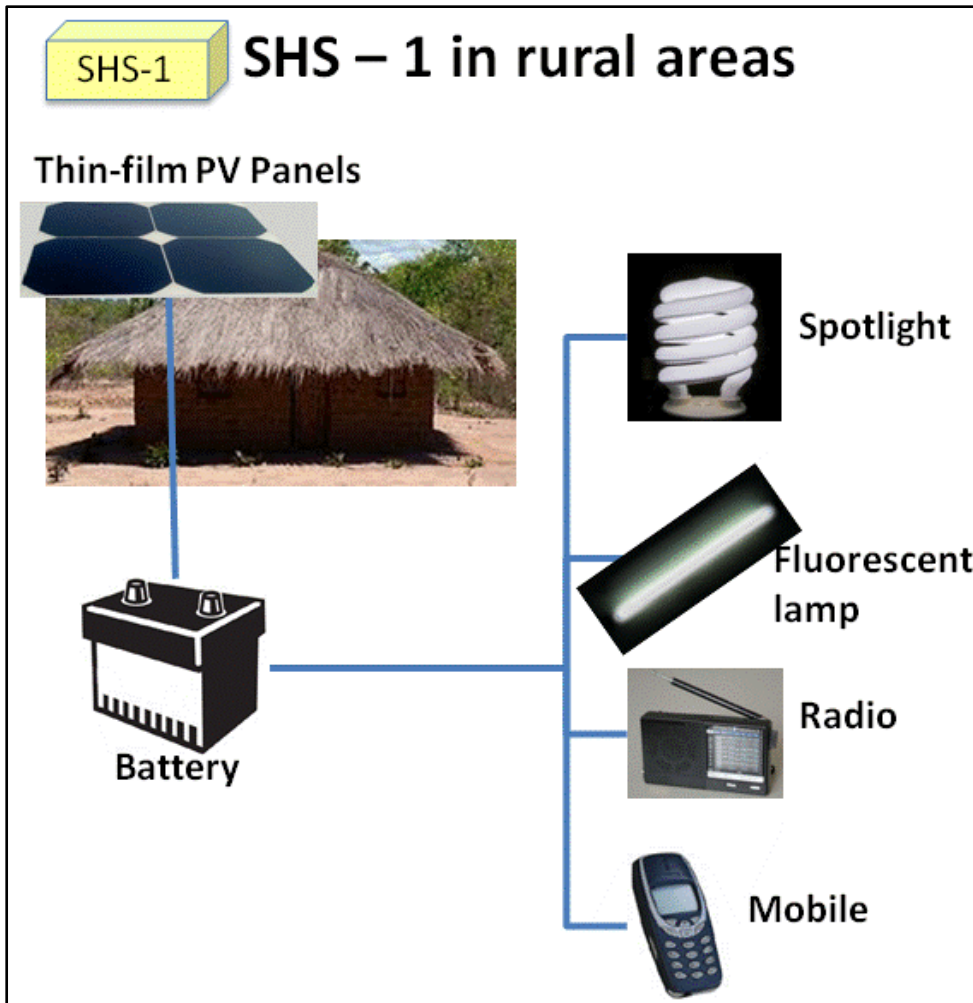 SHS-1
SHS – 1 in rural areas
Thin-film PV Panels
Spotlight
Fluorescent
lamp
Radio
Battery
Mobile